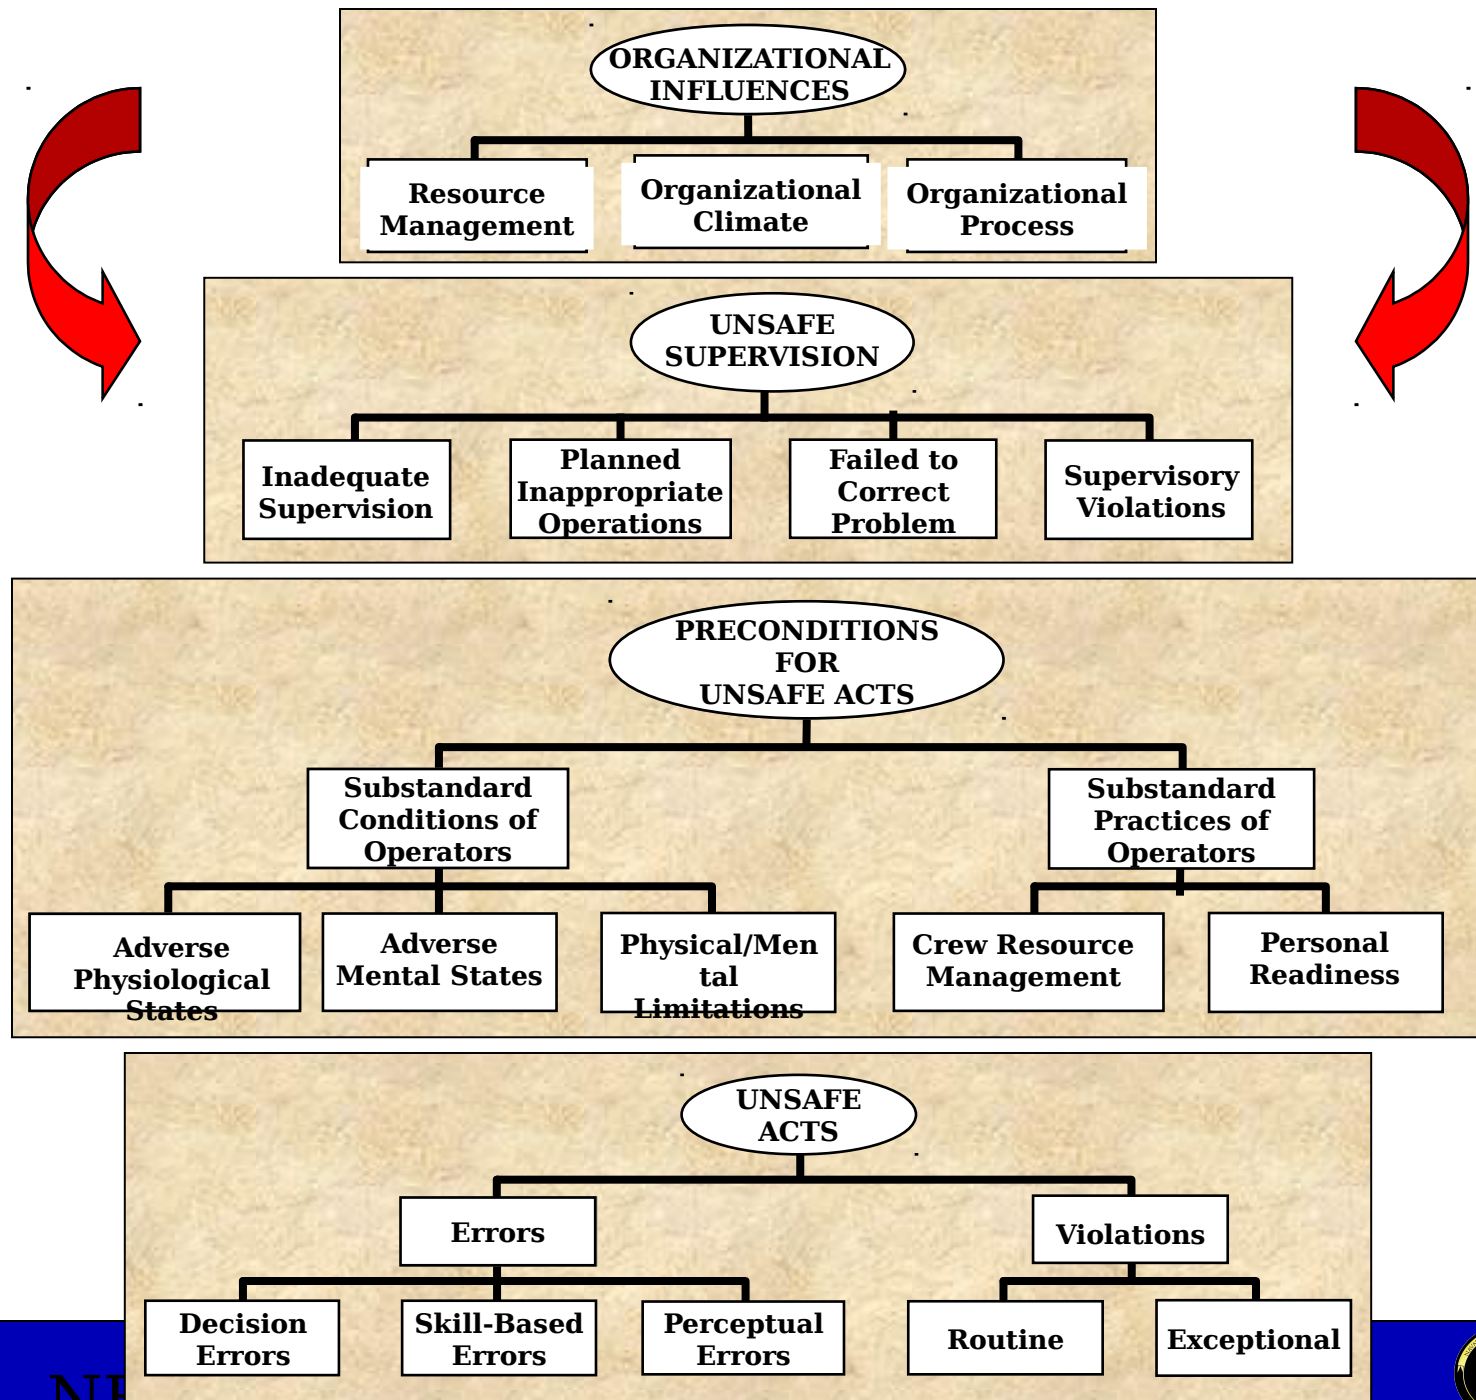 ORGANIZATIONAL
INFLUENCES
Resource
Management
Organizational
Climate
Organizational
Process
UNSAFE
SUPERVISION
Inadequate
Supervision
Planned
Inappropriate
Operations
Failed to
Correct
Problem
Supervisory
Violations
PRECONDITIONS
FOR
UNSAFE ACTS
Substandard
Conditions of
Operators
Substandard
Practices of
Operators
Adverse
Physiological
States
Adverse
Mental States
Physical/Men
tal
Limitations
Crew Resource
Management
Personal
Readiness
UNSAFE
ACTS
Errors
Violations
Decision
Errors
Skill-Based
Errors
Perceptual
Errors
Routine
Exceptional